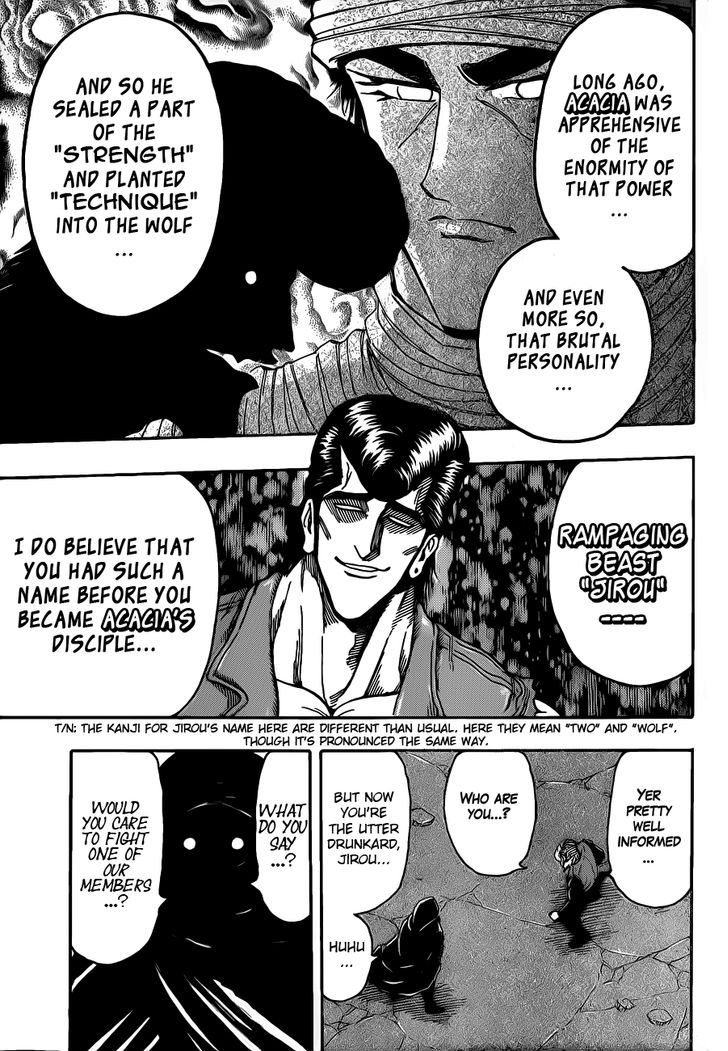 LONG AGO,
ACACIA WAS
APPREHENSIVE
OF THE
ENORMITY OF
THAT POWER
...
AND EVEN
MORE SO,
THAT BRUTAL
PERSONALITY
...
AND SO HE
SEALED A PART
OF THE
"STRENGTH"
AND PLANTED
"TECHNIQUE"
INTO THE WOLF
...
RAMPAGING
BEAST
"JIROU"
----
I DO BELIEVE THAT
YOU HAD SUCH A
NAME BEFORE YOU
BECAME ACACIA'S
DISCIPLE...
T/N: THE KANJI FOR JIROU'S NAME HERE ARE DIFFERENT THAN USUAL. HERE THEY MEAN "TWO" AND "WOLF".
THOUGH IT'S PRONOUNCED THE SAME WAY.
YER
PRETTY
WELL
INFORMED
...
WHO ARE
YOU...?
BUT NOW
YOU'RE
THE UTTER
DRUNKARD,
JIROU...
HUHU
...
WHAT
DO YOU
SAY
...?
WOULD
YOU CARE
TO FIGHT
ONE OF
OUR
MEMBERS
...?